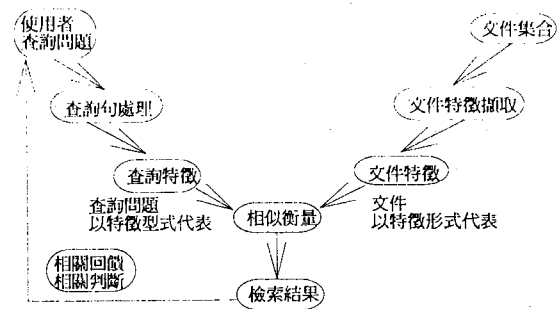 使用者
查詢問題
文件集合
查詢句處理
文件特徵擷取
查詢特徵
文件特徵
查詢問題
以特徵型式代表
相似衡量
文件
以特徵形式代表
相關回饋
相關判斷
檢索結果